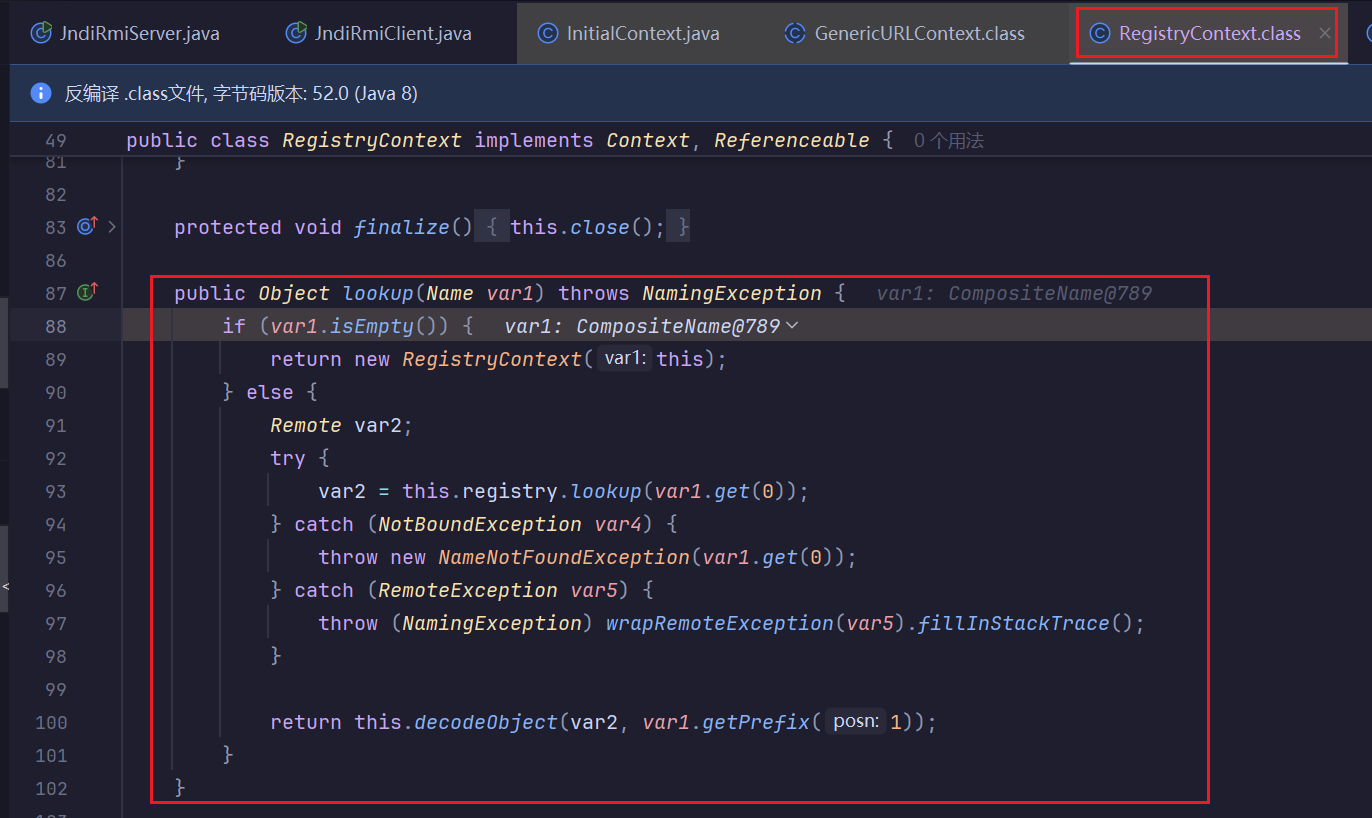 JndiRmiServer.java JndiRmiClient.java InitialContext.java GenericURLContext.class RegistryContext.class ×
反编译 .class文件, 字节码版本: 52.0 (Java 8)
49 public class RegistryContext implements Context, Referenceable { 0 个用法
81 }
82
83 protected void finalize() { this.close(); }
86
87 public Object lookup(Name var1) throws NamingException { var1: CompositeName@789
88 if (var1.isEmpty()) { var1: CompositeName@789
89 return new RegistryContext( var1: this);
90 } else {
91 Remote var2;
92 try {
93 var2 = this.registry.lookup(var1.get(0));
94 } catch (NotBoundException var4) {
95 throw new NameNotFoundException(var1.get(0));
96 } catch (RemoteException var5) {
97 throw (NamingException) wrapRemoteException(var5).fillInStackTrace();
98 }
99
100 return this.decodeObject(var2, var1.getPrefix( posn: 1));
101 }
102 }